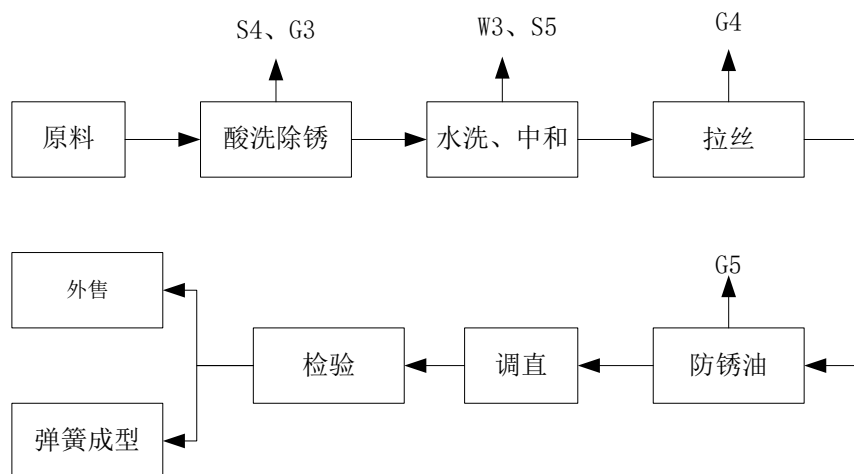 S4、G3
W3、S5
G4
原料
酸洗除锈
水洗、中和
拉丝
外售
G5
检验
调直
防锈油
弹簧成型